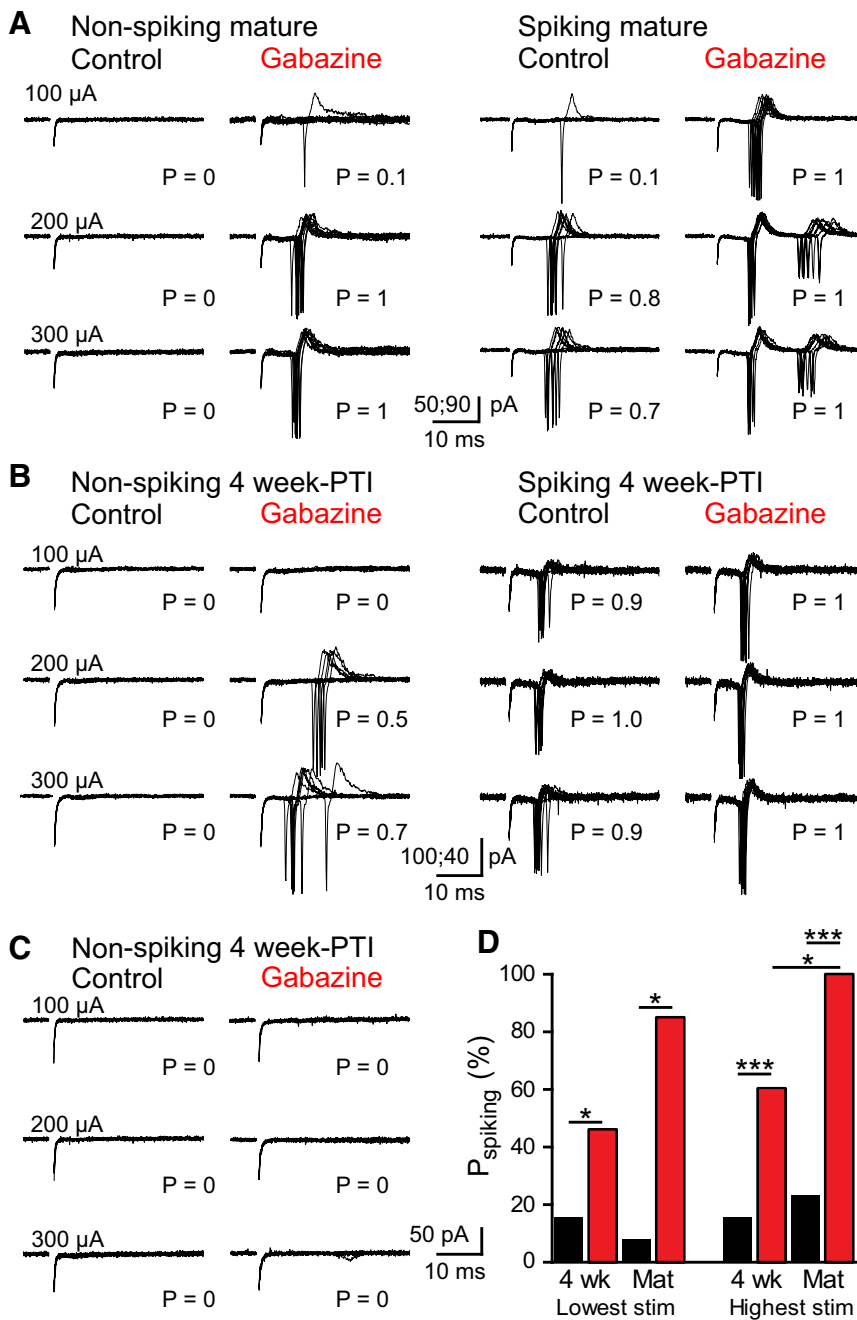 A
Non-spiking mature
Spiking mature
Control Gabazine
Control Gabazine
100 µA
P = 0
P = 0.1
P = 0.1
P = 1
200 µA
P = 0
P = 1
P = 0.8
P = 1
300 µA
P = 0
P = 1
P = 0.7
P = 1
50;90 pA
10 ms
B
Non-spiking 4 week-PTI
Spiking 4 week-PTI
Control Gabazine
Control Gabazine
100 µA
P = 0
P = 0
P = 0.9
P = 1
200 µA
P = 0
P = 0.5
P = 1.0
P = 1
300 µA
P = 0
P = 0.7
P = 0.9
P = 1
100;40 pA
10 ms
C
Non-spiking 4 week-PTI
Control Gabazine
100 µA
P = 0
P = 0
200 µA
P = 0
P = 0
300 µA
P = 0
P = 0
50 pA
10 ms
D
Pspiking (%)
100
80
60
40
20
0
*
*
***
*
***
4 wk Mat 4 wk Mat
Lowest stim Highest stim